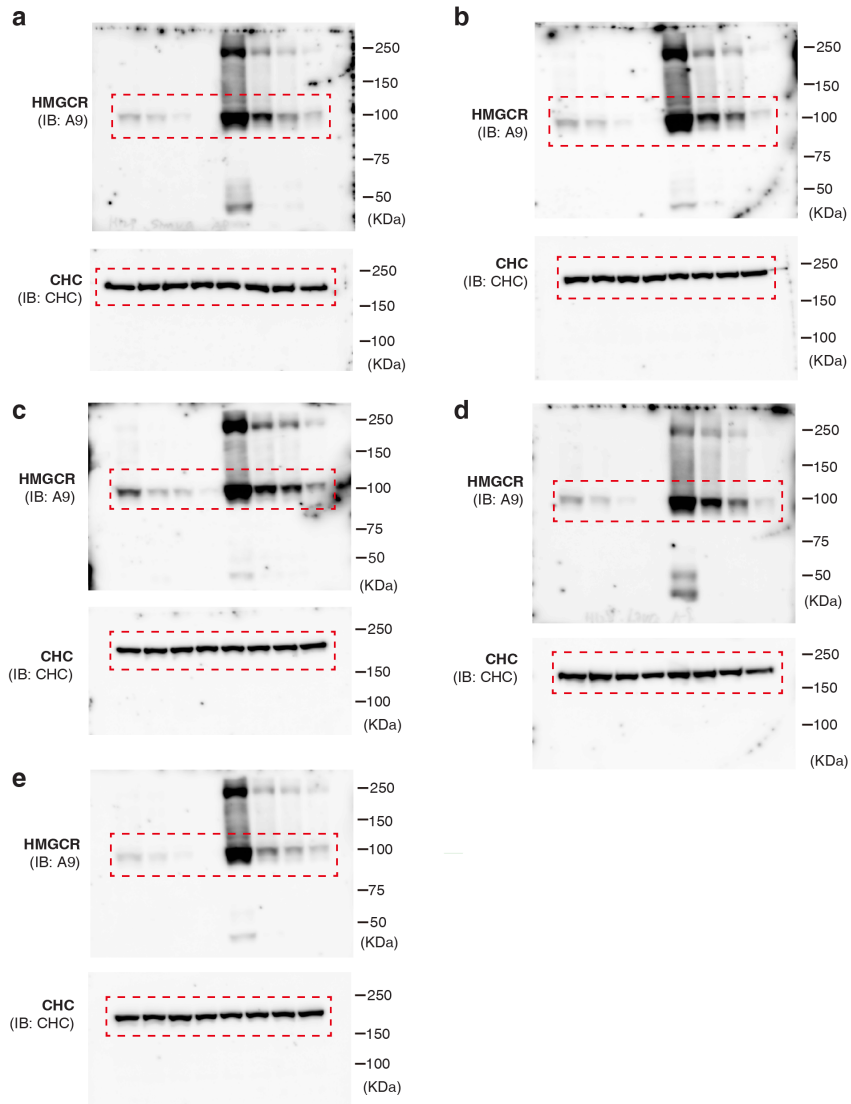 a
HMGCR
(IB: A9)
250
150
100
75
50
(KDa)
CHC
(IB: CHC)
250
150
100
(KDa)
b
HMGCR
(IB: A9)
250
150
100
75
50
(KDa)
CHC
(IB: CHC)
250
150
100
(KDa)
c
HMGCR
(IB: A9)
250
150
100
75
50
(KDa)
CHC
(IB: CHC)
250
150
100
(KDa)
d
HMGCR
(IB: A9)
250
150
100
75
50
(KDa)
CHC
(IB: CHC)
250
150
100
(KDa)
e
HMGCR
(IB: A9)
250
150
100
75
50
(KDa)
CHC
(IB: CHC)
250
150
100
(KDa)